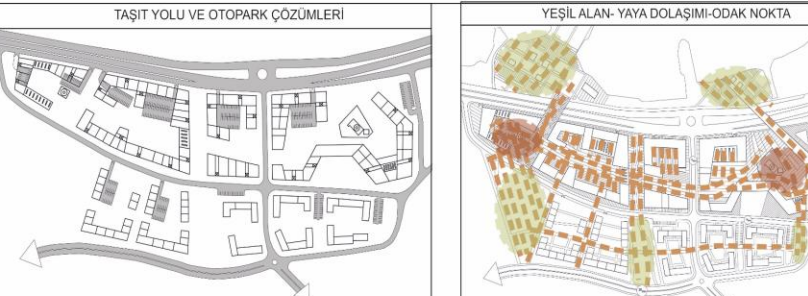 TAŞIT YOLU VE OTOPARK ÇÖZÜMLERİ
YEŞİL ALAN- YAYA DOLAŞIMI-ODAK NOKTA